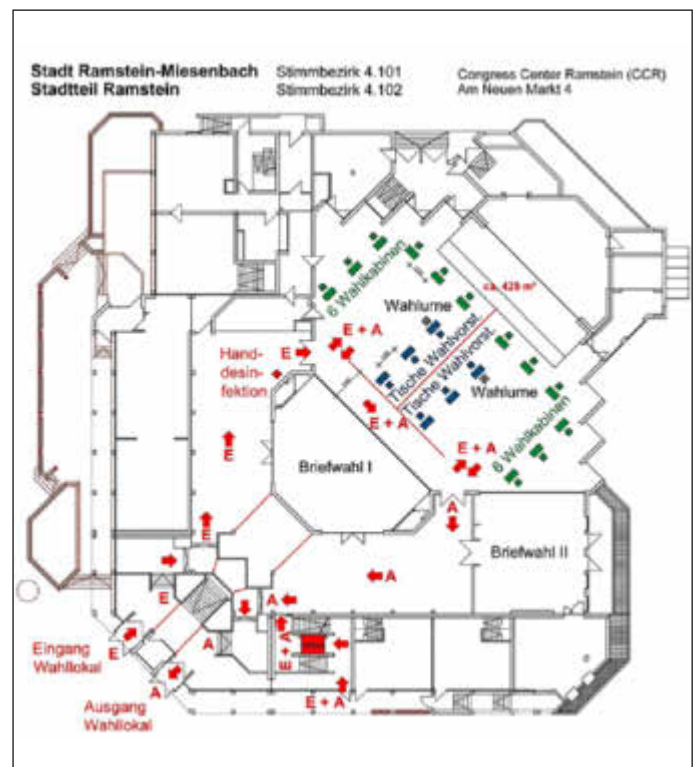 Stadt Ramstein-Miesenbach Stimmbezirk 4.101 Congress Center Ramstein (CCR)
Stadtteil Ramstein Stimmbezirk 4.102 Am Neuen Markt 4
6 Wahlkabinen
ca. 429 m²
Wahlurne
Tische Wahlvorst.
Tische Wahlvorst.
Wahlurne
6 Wahlkabinen
E + A
E
Hand-
desin-
fektion
E + A
E + A
E
Briefwahl I
A
E
Briefwahl II
A
E
A
A
E + A
Eingang
Wahllokal
E
A
Ausgang
Wahllokal
E + A